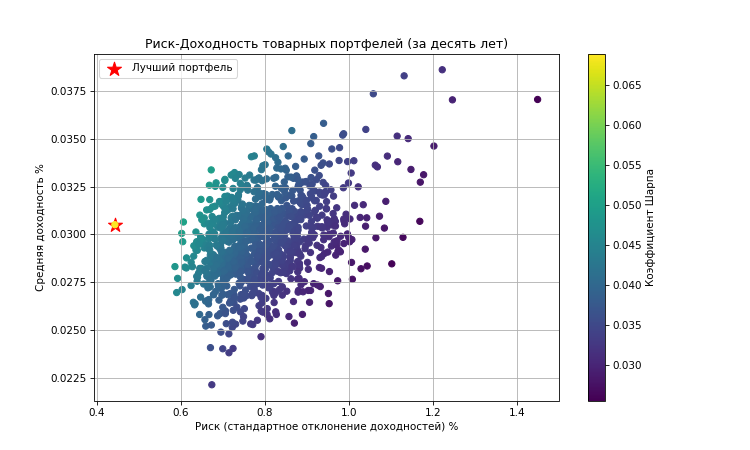 Риск-Доходность товарных портфелей (за десять лет)
Лучший портфель
Средняя доходность %
0.0375
0.0350
0.0325
0.0300
0.0275
0.0250
0.0225
0.4 0.6 0.8 1.0 1.2 1.4
Риск (стандартное отклонение доходностей) %
0.065
0.060
0.055
0.050
0.045
0.040
0.035
0.030
Коэффициент Шарпа